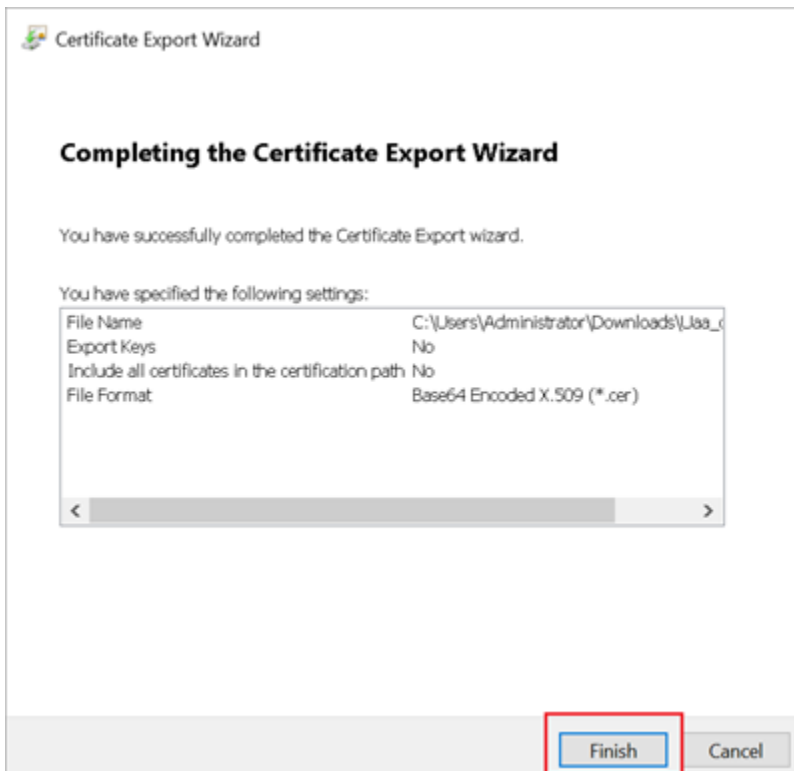 Certificate Export Wizard
Completing the Certificate Export Wizard
You have successfully completed the Certificate Export wizard.
You have specified the following settings:
File Name C:\Users\Administrator\Downloads\Uaa_c
Export Keys No
Include all certificates in the certification path No
File Format Base64 Encoded X.509 (*.cer)
Finish Cancel